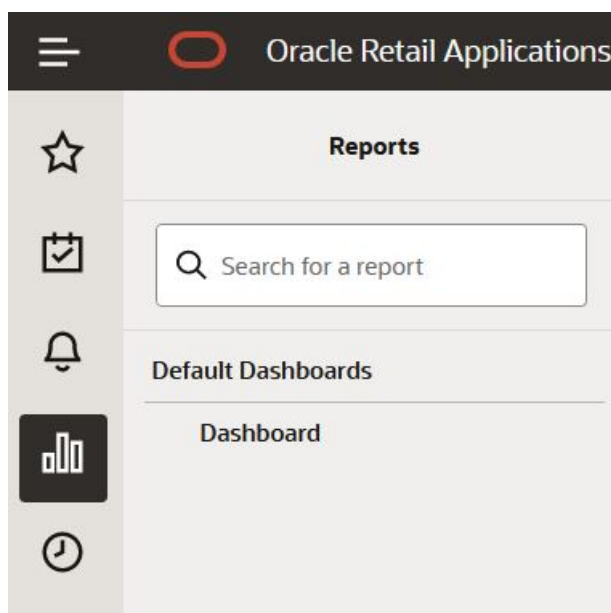 Oracle Retail Applications
Reports
Search for a report
Default Dashboards
Dashboard